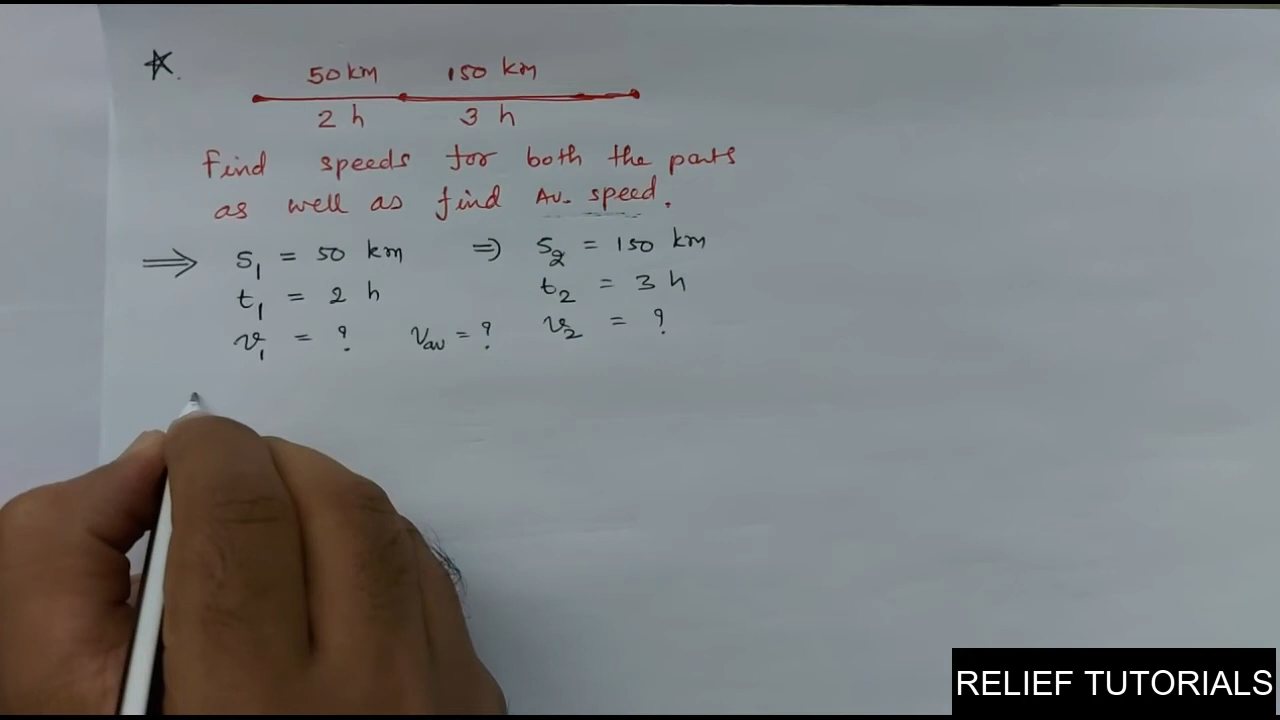 50 km 150 km
2 h 3 h
Find speeds for both the parts
as well as find Av. speed.
⟹ s₁ = 50 km ⇒ s₂ = 150 km
t₁ = 2 h t₂ = 3 h
v₁ = ? Vav = ? v₂ = ?
RELIEF TUTORIALS